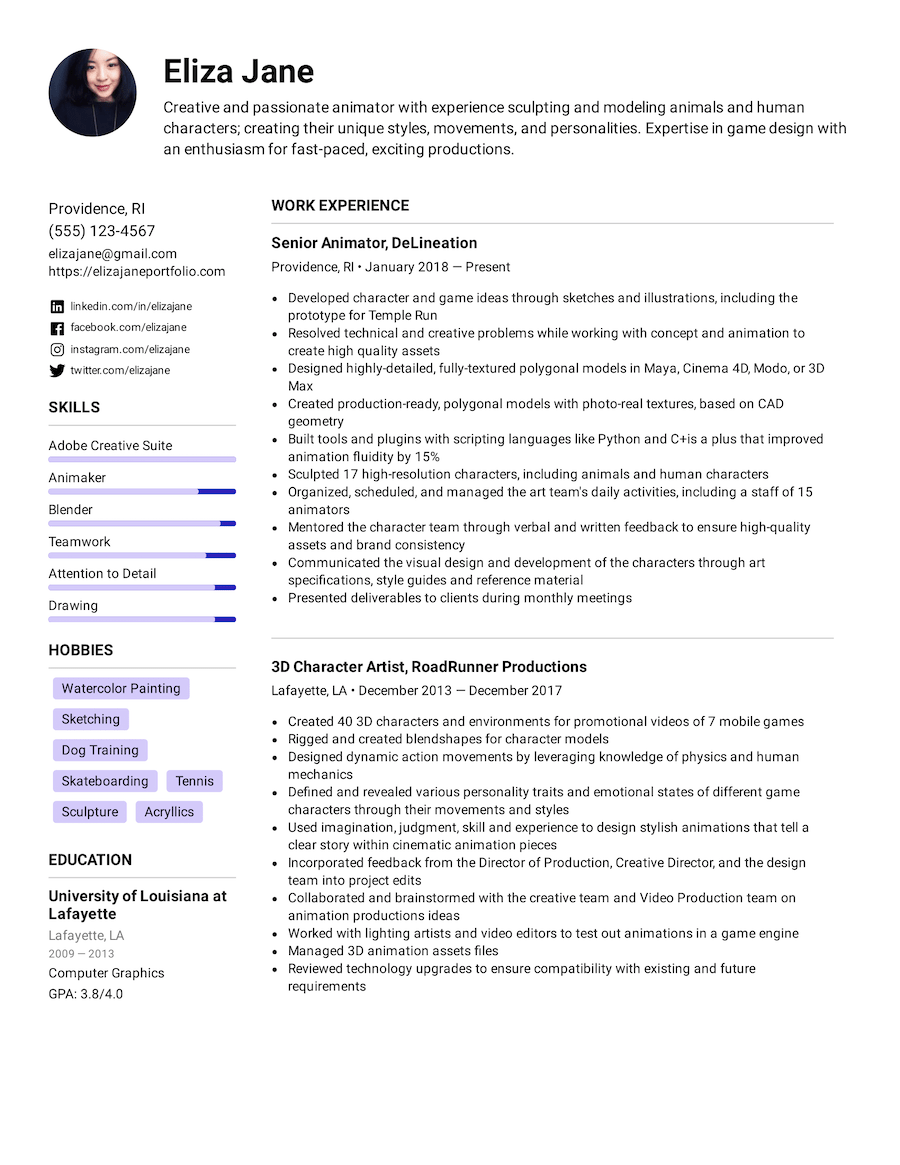 Eliza Jane
Creative and passionate animator with experience sculpting and modeling animals and human
characters; creating their unique styles, movements, and personalities. Expertise in game design with
an enthusiasm for fast-paced, exciting productions.
Providence, RI
(555) 123-4567
elizajane@gmail.com
https://elizajaneportfolio.com
linkedin.com/in/elizajane
facebook.com/elizajane
instagram.com/elizajane
twitter.com/elizajane
SKILLS
Adobe Creative Suite
Animaker
Blender
Teamwork
Attention to Detail
Drawing
HOBBIES
Watercolor Painting
Sketching
Dog Training
Skateboarding Tennis
Sculpture Acryllics
EDUCATION
University of Louisiana at
Lafayette
Lafayette, LA
2009 — 2013
Computer Graphics
GPA: 3.8/4.0
WORK EXPERIENCE
Senior Animator, DeLineation
Providence, RI • January 2018 — Present
• Developed character and game ideas through sketches and illustrations, including the
prototype for Temple Run
• Resolved technical and creative problems while working with concept and animation to
create high quality assets
• Designed highly-detailed, fully-textured polygonal models in Maya, Cinema 4D, Modo, or 3D
Max
• Created production-ready, polygonal models with photo-real textures, based on CAD
geometry
• Built tools and plugins with scripting languages like Python and C+is a plus that improved
animation fluidity by 15%
• Sculpted 17 high-resolution characters, including animals and human characters
• Organized, scheduled, and managed the art team's daily activities, including a staff of 15
animators
• Mentored the character team through verbal and written feedback to ensure high-quality
assets and brand consistency
• Communicated the visual design and development of the characters through art
specifications, style guides and reference material
• Presented deliverables to clients during monthly meetings
3D Character Artist, RoadRunner Productions
Lafayette, LA • December 2013 — December 2017
• Created 40 3D characters and environments for promotional videos of 7 mobile games
• Rigged and created blendshapes for character models
• Designed dynamic action movements by leveraging knowledge of physics and human
mechanics
• Defined and revealed various personality traits and emotional states of different game
characters through their movements and styles
• Used imagination, judgment, skill and experience to design stylish animations that tell a
clear story within cinematic animation pieces
• Incorporated feedback from the Director of Production, Creative Director, and the design
team into project edits
• Collaborated and brainstormed with the creative team and Video Production team on
animation productions ideas
• Worked with lighting artists and video editors to test out animations in a game engine
• Managed 3D animation assets files
• Reviewed technology upgrades to ensure compatibility with existing and future
requirements